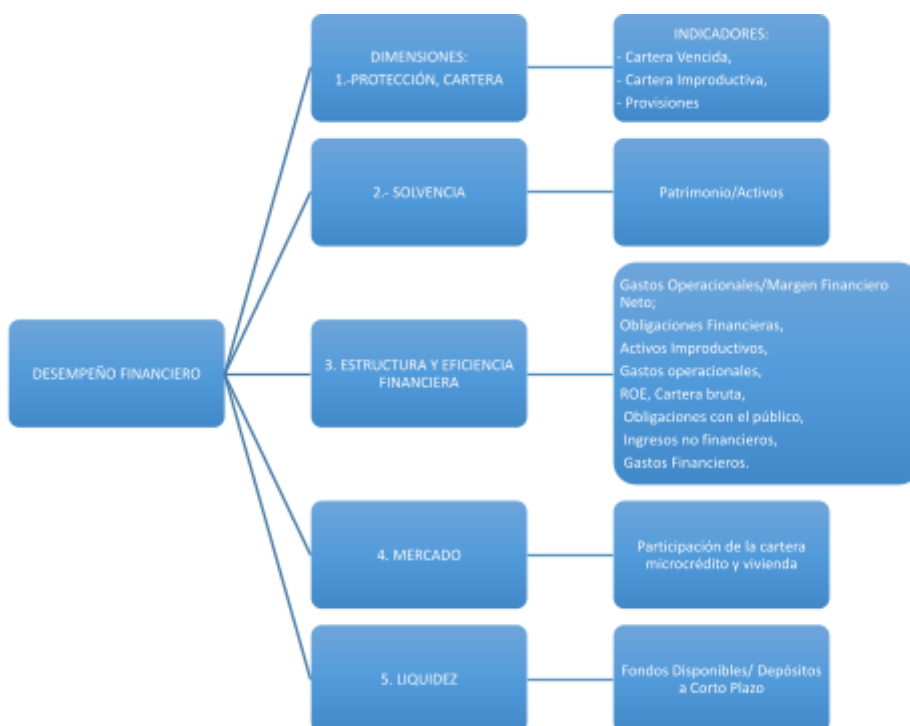 DESEMPEÑO FINANCIERO
DIMENSIONES:
1.-PROTECCIÓN, CARTERA
INDICADORES:
- Cartera Vencida,
- Cartera Improductiva,
- Provisiones
2.- SOLVENCIA
Patrimonio/Activos
3. ESTRUCTURA Y EFICIENCIA
FINANCIERA
Gastos Operacionales/Margen Financiero
Neto;
Obligaciones Financieras,
Activos Improductivos,
Gastos operacionales,
ROE, Cartera bruta,
Obligaciones con el público,
Ingresos no financieros,
Gastos Financieros.
4. MERCADO
Participación de la cartera
microcrédito y vivienda
5. LIQUIDEZ
Fondos Disponibles/ Depósitos
a Corto Plazo